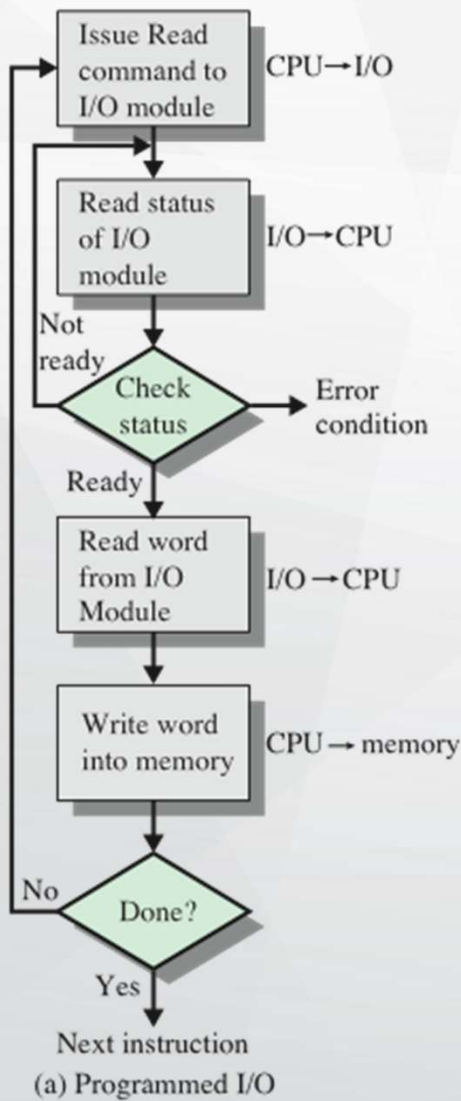 Issue Read
command to
I/O module
CPU→I/O
Read status
of I/O
module
I/O→CPU
Not
ready
Check
status
Error
condition
Ready
Read word
from I/O
Module
I/O→CPU
Write word
into memory
CPU→memory
No
Done?
Yes
Next instruction
(a) Programmed I/O